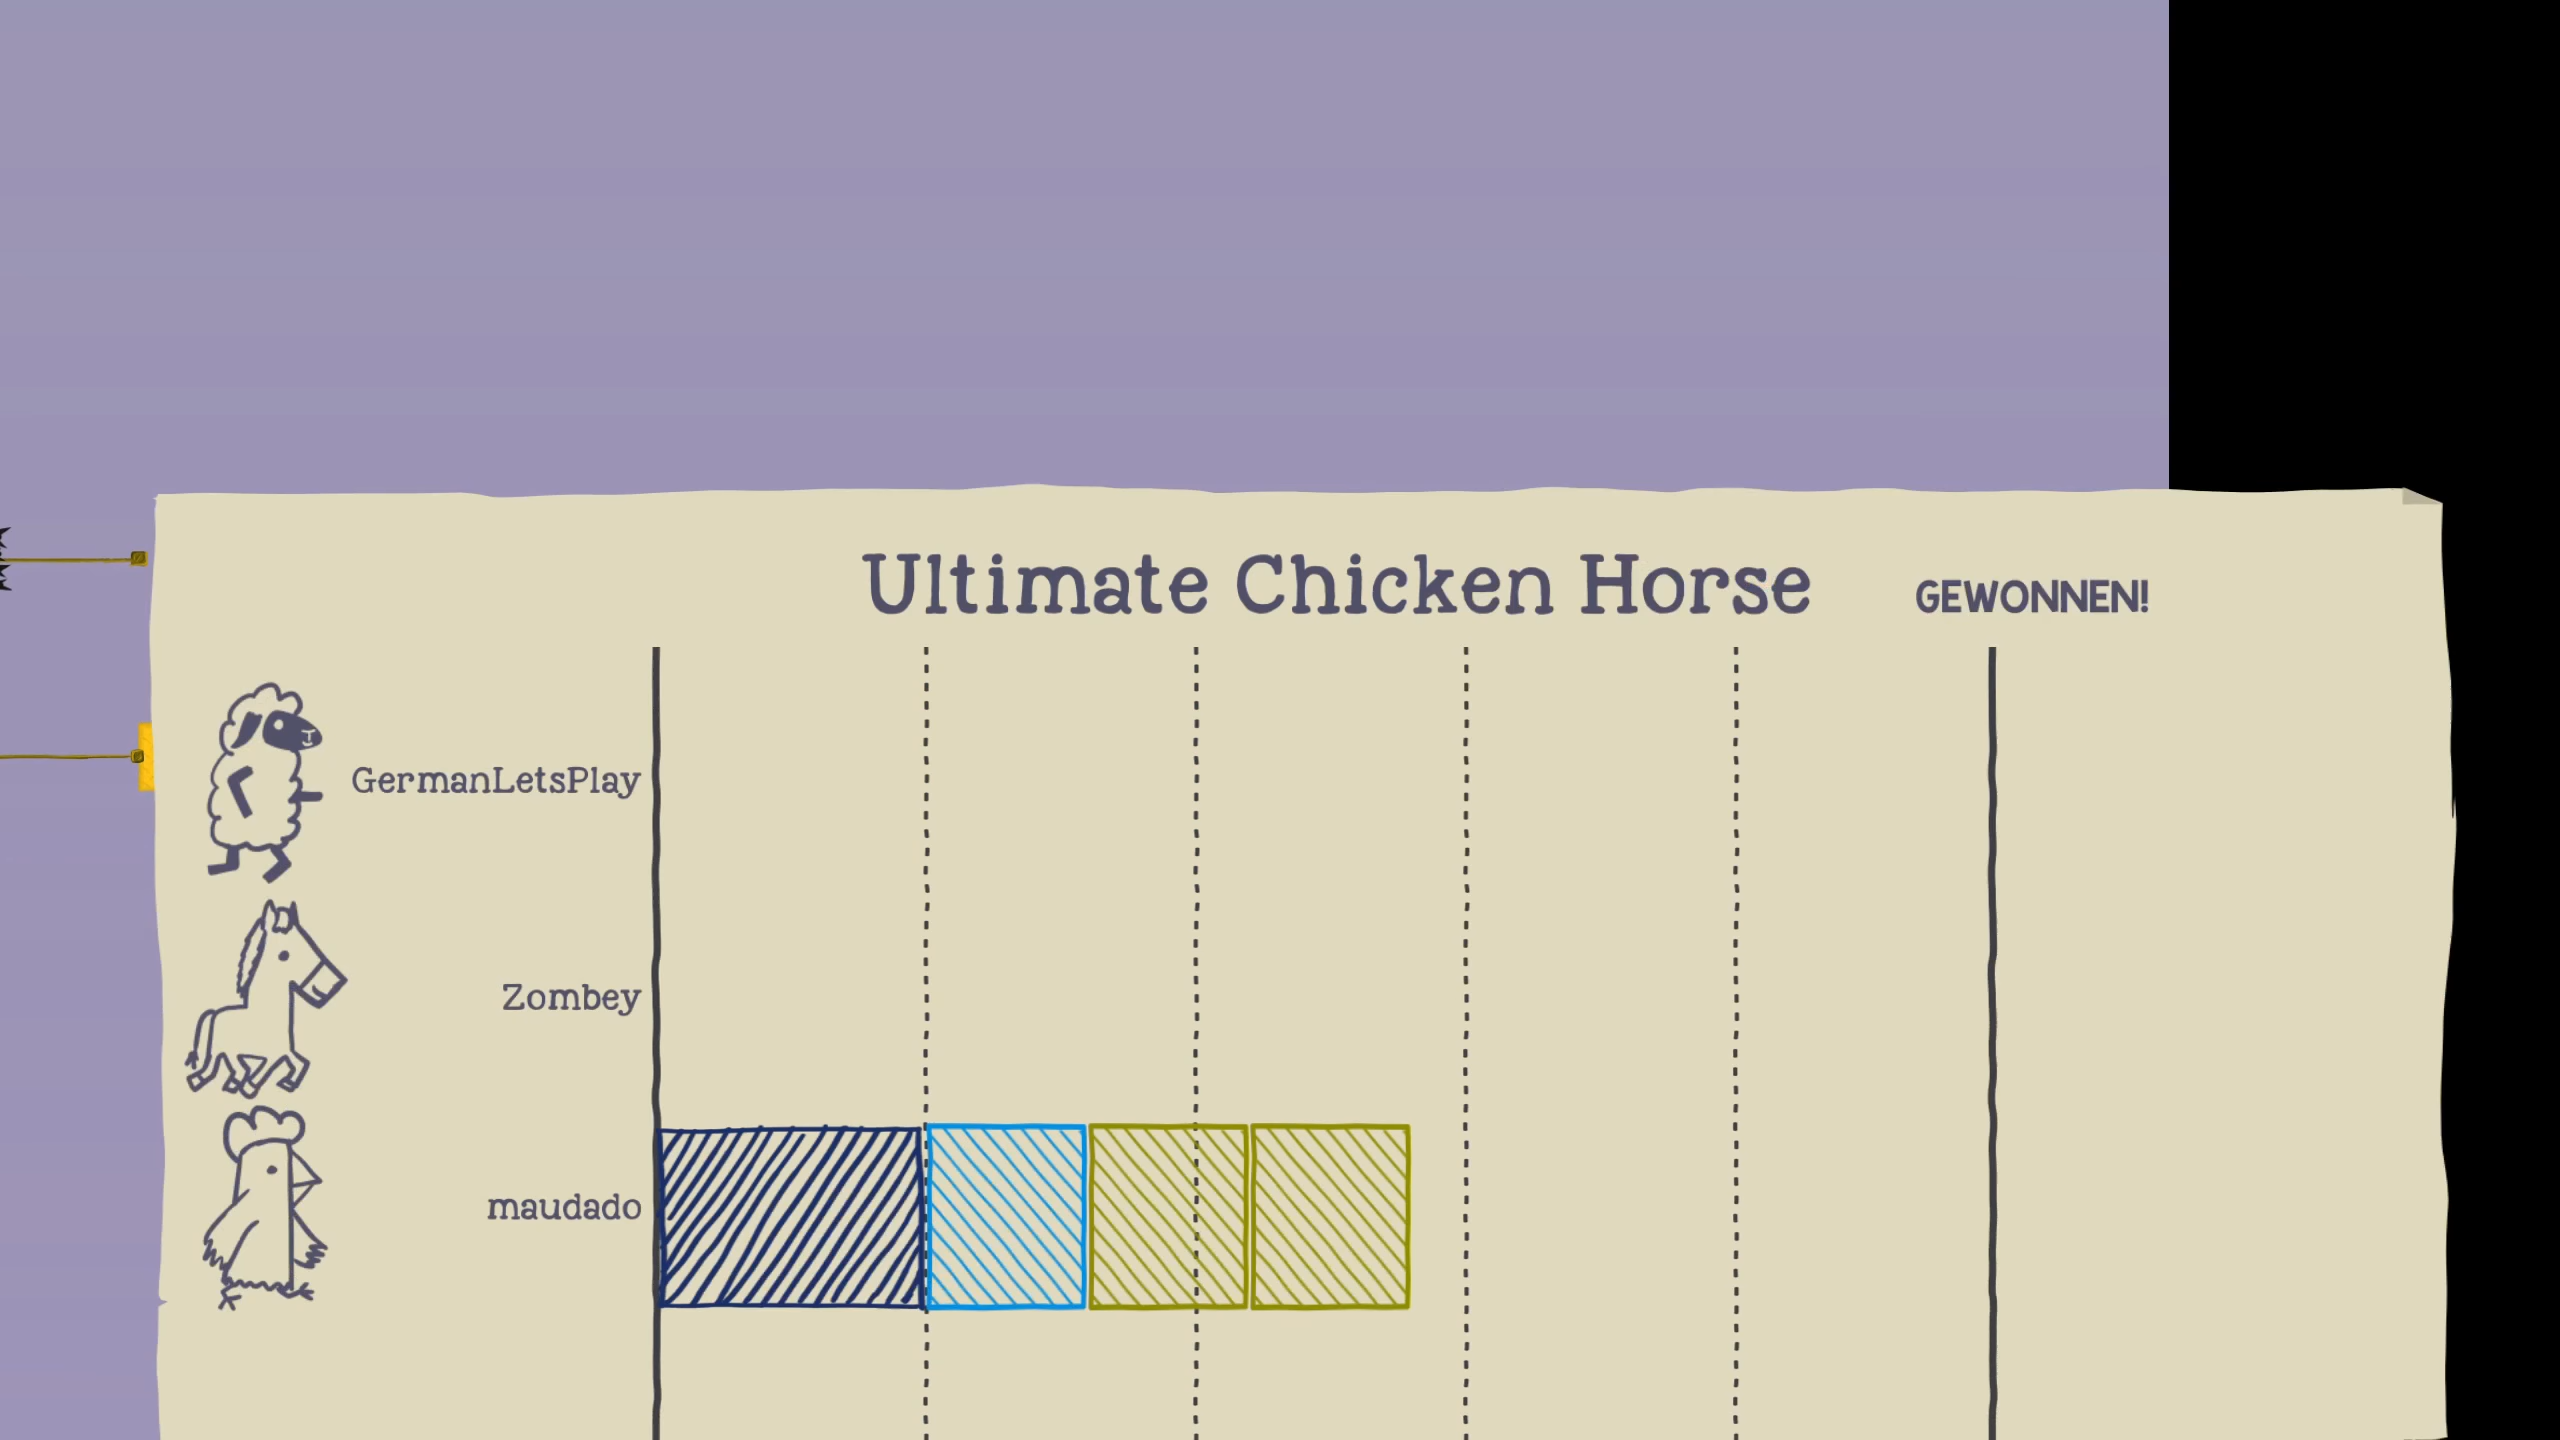 Ultimate Chicken Horse
GEWONNEN!
GermanLetsPlay
Zombey
maudado